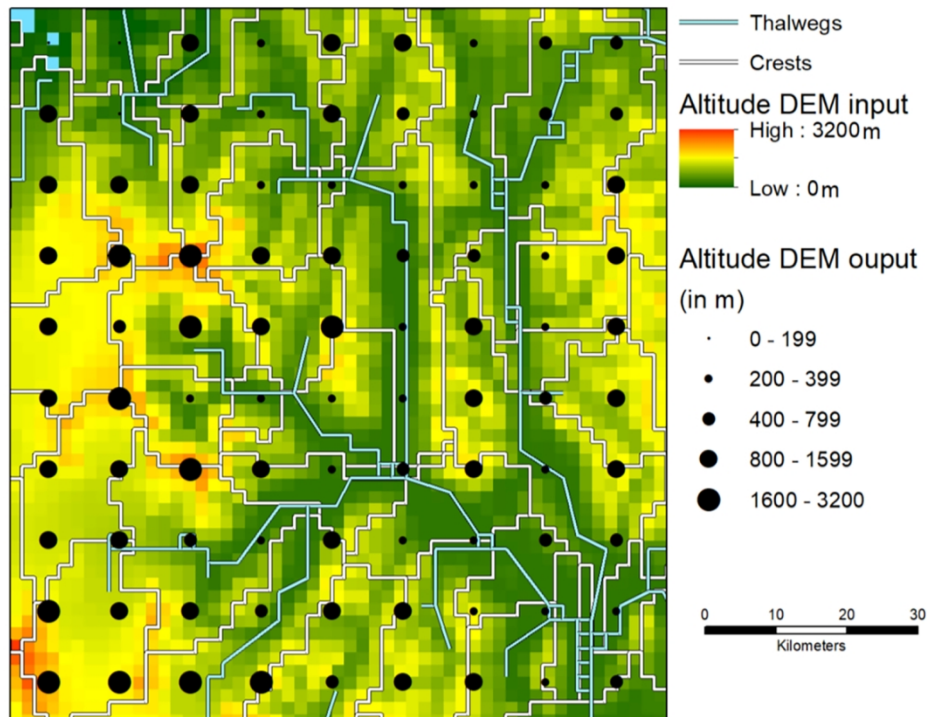 Thalwegs
Crests
Altitude DEM input
High : 3200m
Low : 0m
Altitude DEM ouput
(in m)
0 - 199
200 - 399
400 - 799
800 - 1599
1600 - 3200
0 10 20 30
Kilometers